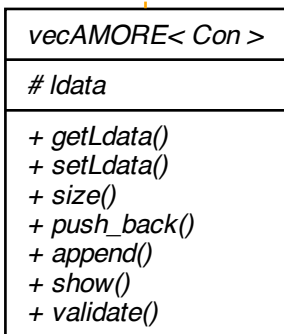 vecAMORE< Con >
# ldata
+ getLdata()
+ setLdata()
+ size()
+ push_back()
+ append()
+ show()
+ validate()